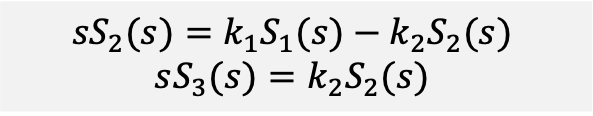 sS₂(s) = k₁S₁(s) − k₂S₂(s)
sS₃(s) = k₂S₂(s)